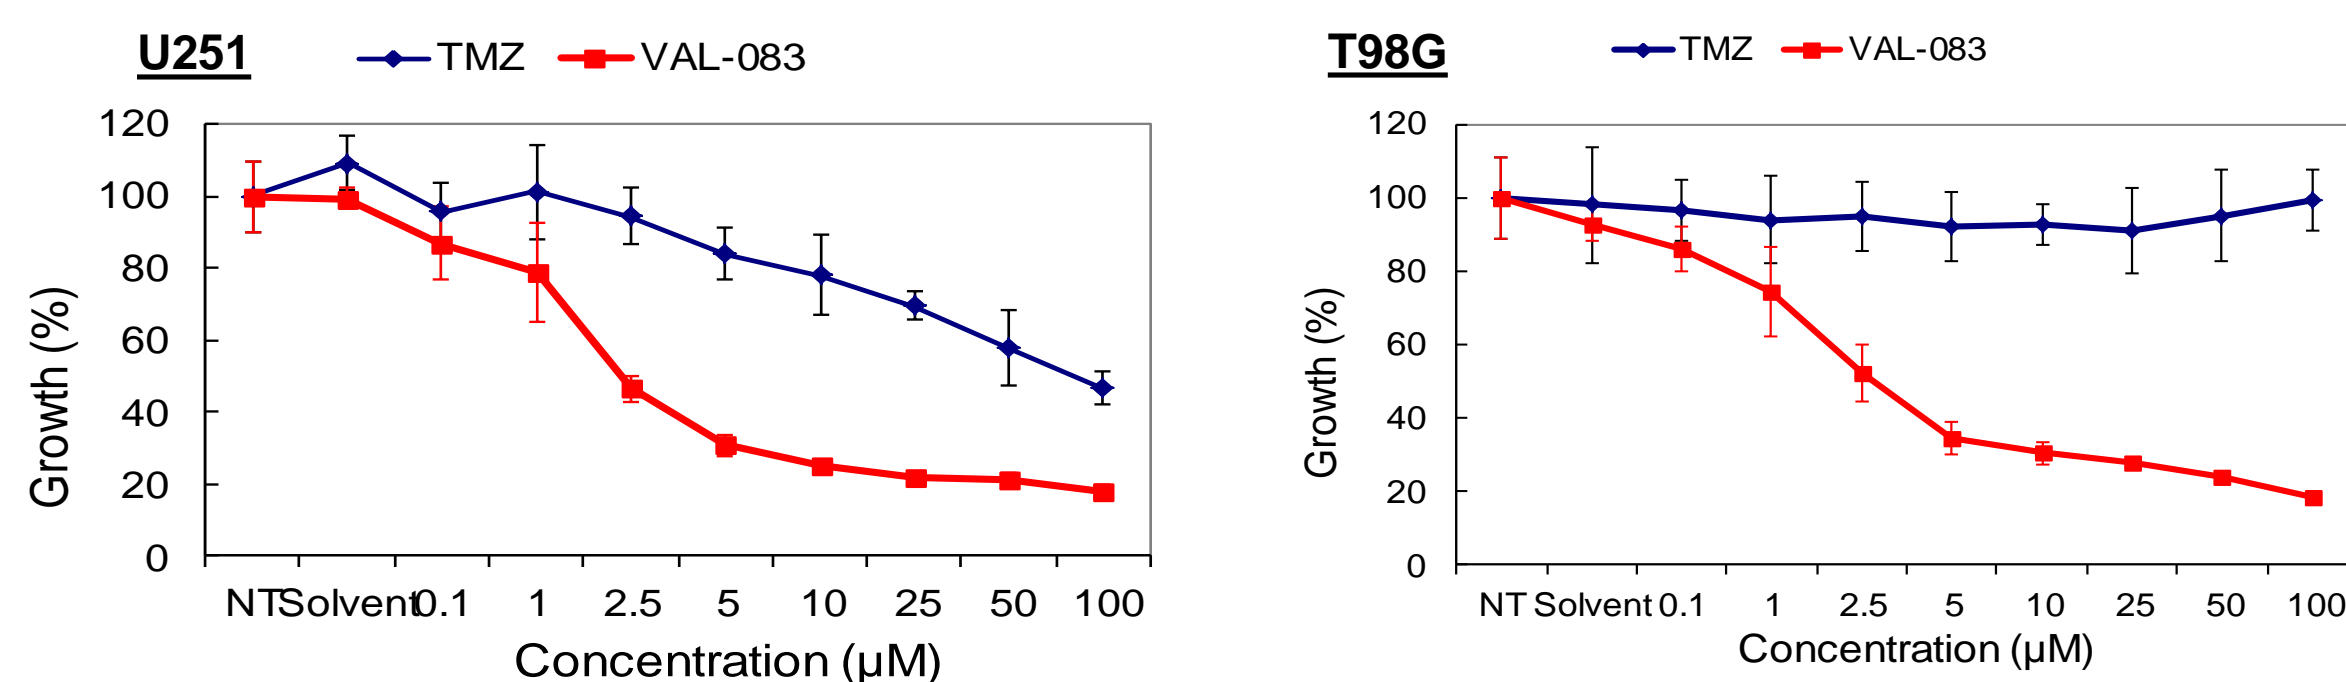 U251
TMZ
VAL-083
120
100
80
60
40
20
0
Growth (%)
NT Solvent 0.1 1 2.5 5 10 25 50 100
Concentration (µM)
T98G
TMZ
VAL-083
120
100
80
60
40
20
0
Growth (%)
NT Solvent 0.1 1 2.5 5 10 25 50 100
Concentration (µM)